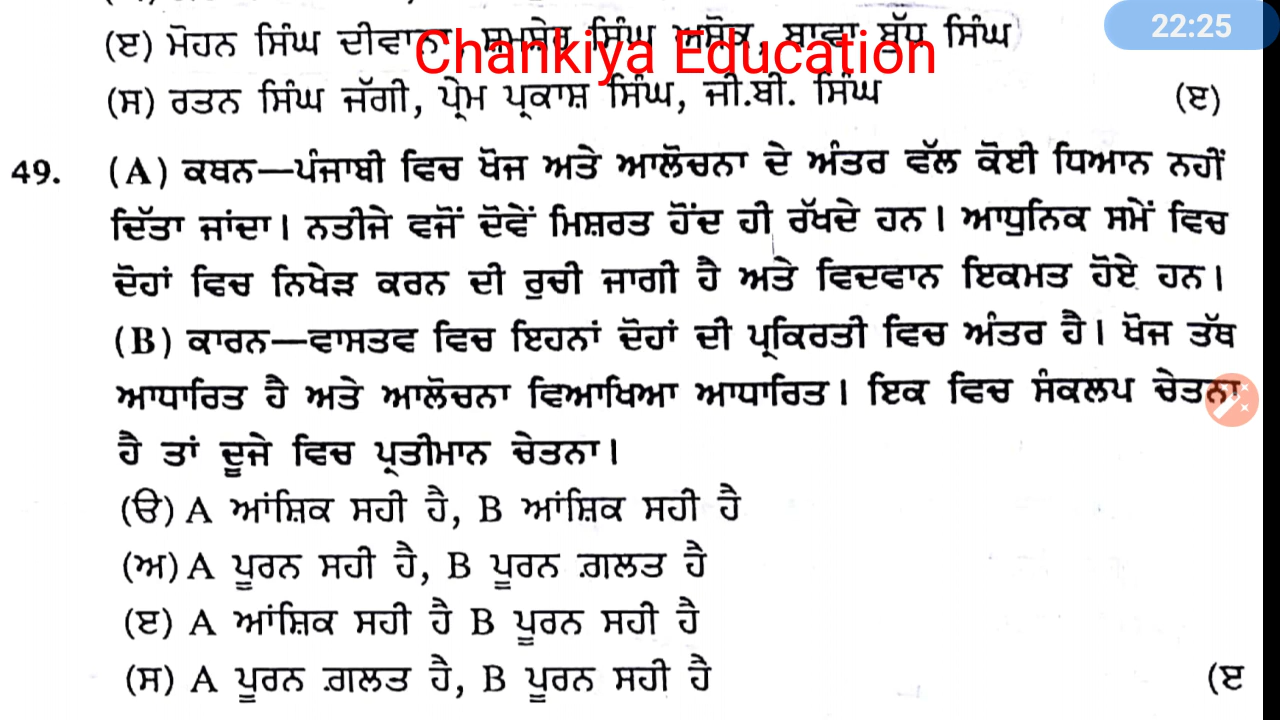 22:25
Chankiya Education
(ੲ) ਮੋਹਨ ਸਿੰਘ ਦੀਵਾਨਾ, ਸ਼ਮਸ਼ੇਰ ਸਿੰਘ ਅਸ਼ੋਕ, ਬਾਵਾ ਬੁੱਧ ਸਿੰਘ
(ਸ) ਰਤਨ ਸਿੰਘ ਜੱਗੀ, ਪ੍ਰੇਮ ਪ੍ਰਕਾਸ਼ ਸਿੰਘ, ਜੀ.ਬੀ. ਸਿੰਘ (ੲ)
49. (A) ਕਥਨ—ਪੰਜਾਬੀ ਵਿਚ ਖੋਜ ਅਤੇ ਆਲੋਚਨਾ ਦੇ ਅੰਤਰ ਵੱਲ ਕੋਈ ਧਿਆਨ ਨਹੀਂ
ਦਿੱਤਾ ਜਾਂਦਾ। ਨਤੀਜੇ ਵਜੋਂ ਦੋਵੇਂ ਮਿਸ਼ਰਤ ਹੋਂਦ ਹੀ ਰੱਖਦੇ ਹਨ। ਆਧੁਨਿਕ ਸਮੇਂ ਵਿਚ
ਦੋਹਾਂ ਵਿਚ ਨਿਖੇੜ ਕਰਨ ਦੀ ਰੁਚੀ ਜਾਗੀ ਹੈ ਅਤੇ ਵਿਦਵਾਨ ਇਕਮਤ ਹੋਏ ਹਨ।
(B) ਕਾਰਨ—ਵਾਸਤਵ ਵਿਚ ਇਹਨਾਂ ਦੋਹਾਂ ਦੀ ਪ੍ਰਕਿਰਤੀ ਵਿਚ ਅੰਤਰ ਹੈ। ਖੋਜ ਤੱਥ
ਆਧਾਰਿਤ ਹੈ ਅਤੇ ਆਲੋਚਨਾ ਵਿਆਖਿਆ ਆਧਾਰਿਤ। ਇਕ ਵਿਚ ਸੰਕਲਪ ਚੇਤਨਾ
ਹੈ ਤਾਂ ਦੂਜੇ ਵਿਚ ਪ੍ਰਤੀਮਾਨ ਚੇਤਨਾ।
(ੳ) A ਆਂਸ਼ਿਕ ਸਹੀ ਹੈ, B ਆਂਸ਼ਿਕ ਸਹੀ ਹੈ
(ਅ) A ਪੂਰਨ ਸਹੀ ਹੈ, B ਪੂਰਨ ਗ਼ਲਤ ਹੈ
(ੲ) A ਆਂਸ਼ਿਕ ਸਹੀ ਹੈ B ਪੂਰਨ ਸਹੀ ਹੈ
(ਸ) A ਪੂਰਨ ਗ਼ਲਤ ਹੈ, B ਪੂਰਨ ਸਹੀ ਹੈ (ੲ